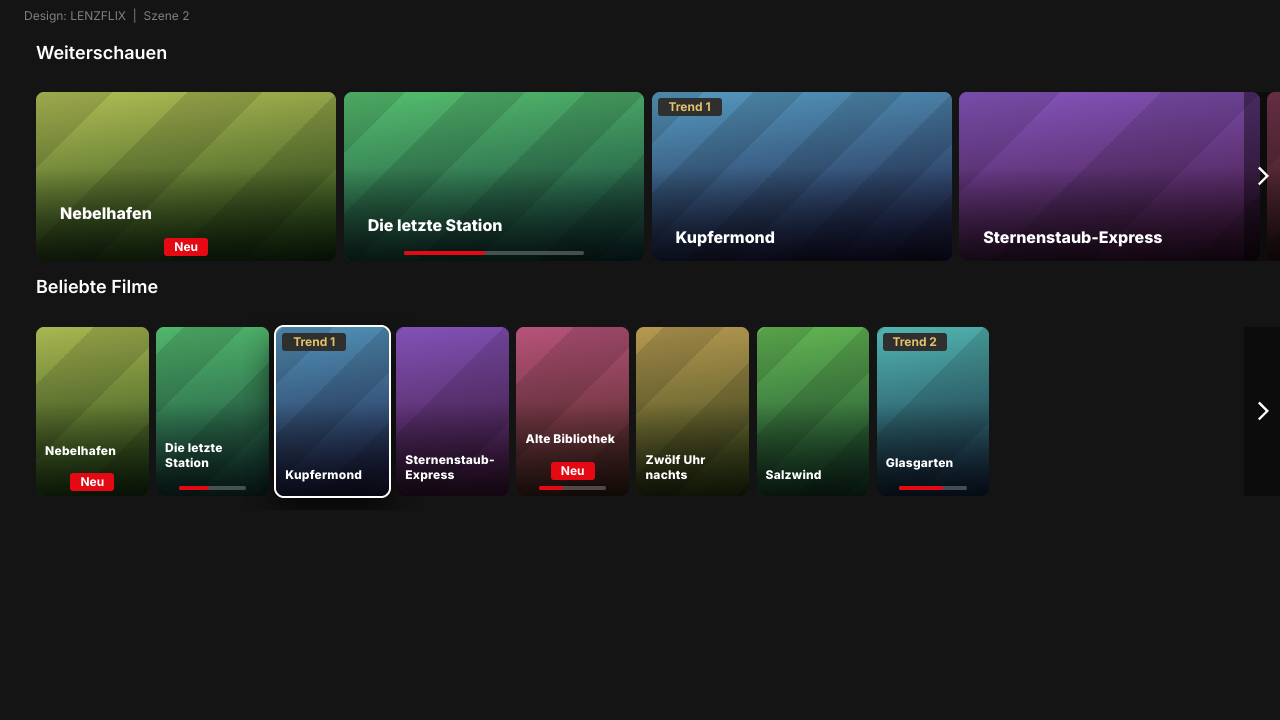 Design: LENZFLIX | Szene 2
Weiterschauen
Nebelhafen
Neu
Die letzte Station
Trend 1
Kupfermond
Sternenstaub-Express
Beliebte Filme
Nebelhafen
Neu
Die letzte
Station
Trend 1
Kupfermond
Sternenstaub-
Express
Alte Bibliothek
Neu
Zwölf Uhr
nachts
Salzwind
Trend 2
Glasgarten